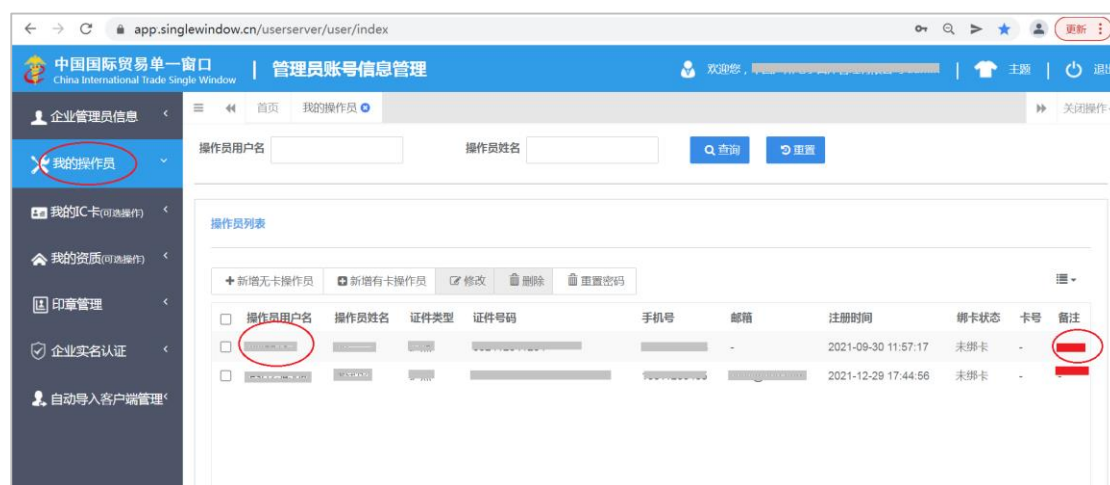 app.singlewindow.cn/userserver/user/index
更新
中国国际贸易单一窗口
China International Trade Single Window
管理员账号信息管理
欢迎您，
主题
退出
企业管理员信息
首页
我的操作员
关闭操作
我的操作员
操作员用户名
操作员姓名
查询
重置
我的IC卡(可选操作)
操作员列表
我的资质(可选操作)
新增无卡操作员
新增有卡操作员
修改
删除
重置密码
印章管理
操作员用户名 操作员姓名 证件类型 证件号码 手机号 邮箱 注册时间 绑卡状态 卡号 备注
企业实名认证
- 2021-09-30 11:57:17 未绑卡 -
2021-12-29 17:44:56 未绑卡 -
自动导入客户端管理